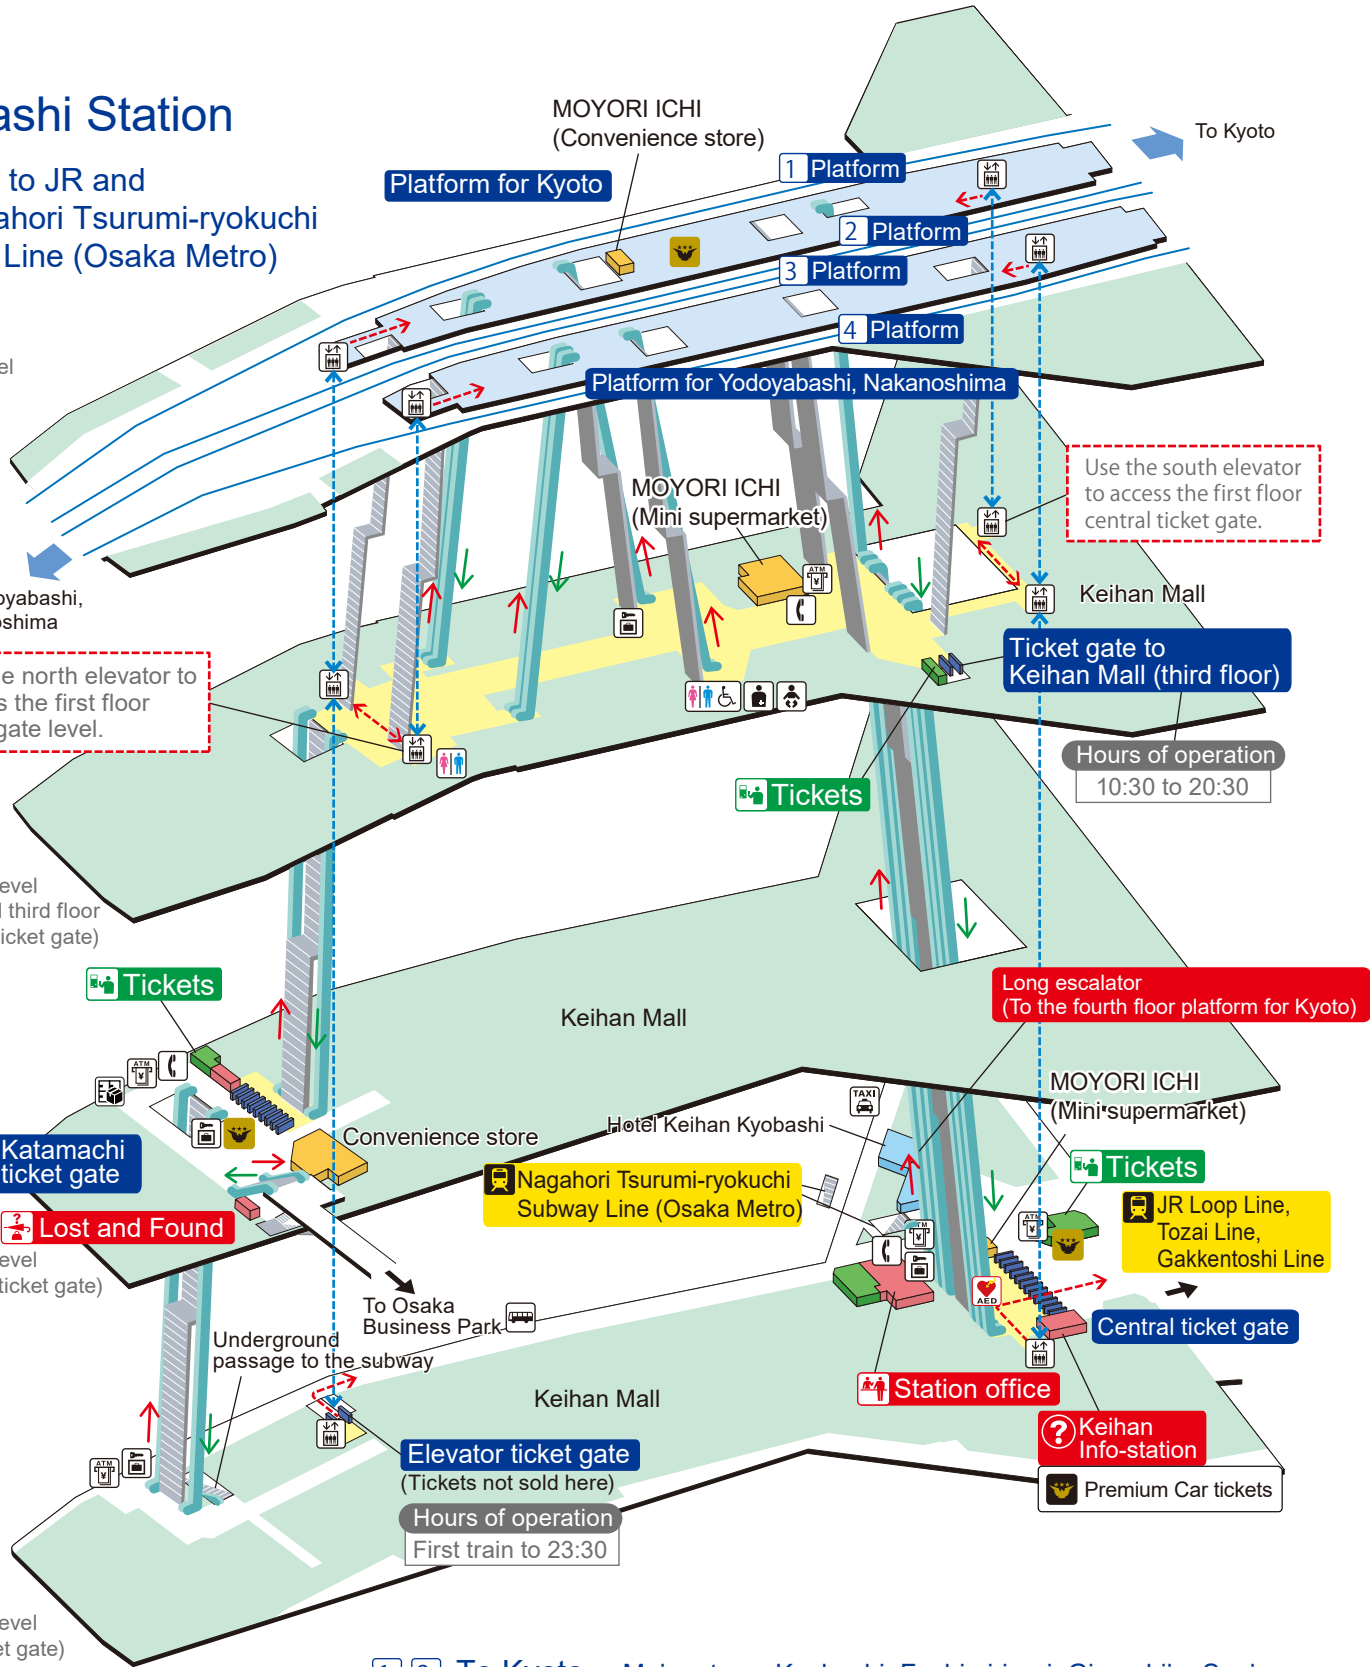 ashi Station
to JR and
ahori Tsurumi-ryokuchi
Line (Osaka Metro)
MOYORI ICHI
(Convenience store)
To Kyoto
Platform for Kyoto
1 Platform
2 Platform
3 Platform
4 Platform
el
Platform for Yodoyabashi, Nakanoshima
Use the south elevator
to access the first floor
central ticket gate.
MOYORI ICHI
(Mini supermarket)
ATM
oyabashi,
oshima
Keihan Mall
Ticket gate to
Keihan Mall (third floor)
e north elevator to
s the first floor
gate level.
Hours of operation
10:30 to 20:30
Tickets
evel
l third floor
icket gate)
Tickets
Long escalator
(To the fourth floor platform for Kyoto)
Keihan Mall
ATM
TAXI
MOYORI ICHI
(Mini supermarket)
Hotel Keihan Kyobashi
Convenience store
Katamachi
ticket gate
Tickets
Nagahori Tsurumi-ryokuchi
Subway Line (Osaka Metro)
JR Loop Line,
Tozai Line,
Gakkentoshi Line
ATM
ATM
Lost and Found
evel
ticket gate)
AED
To Osaka
Business Park
Central ticket gate
Underground
passage to the subway
Keihan Mall
Station office
Keihan
Info-station
Elevator ticket gate
(Tickets not sold here)
ATM
Premium Car tickets
Hours of operation
First train to 23:30
evel
et gate)